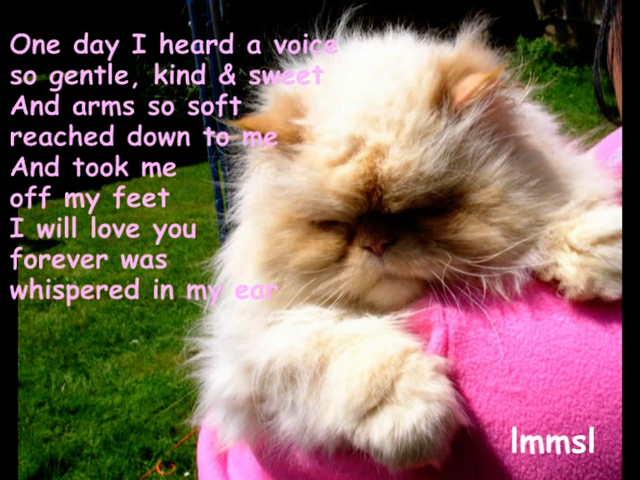 One day I heard a voice
so gentle, kind & sweet
And arms so soft
reached down to me
And took me
off my feet
I will love you
forever was
whispered in my ear
lmmsl